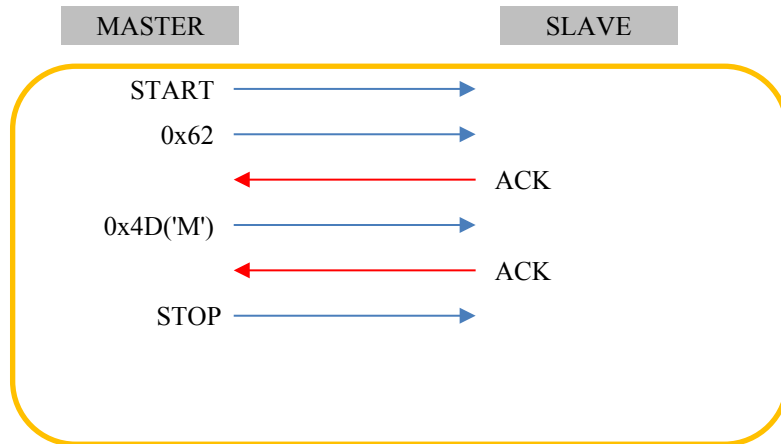 MASTER SLAVE
START
0x62
ACK
0x4D('M')
ACK
STOP